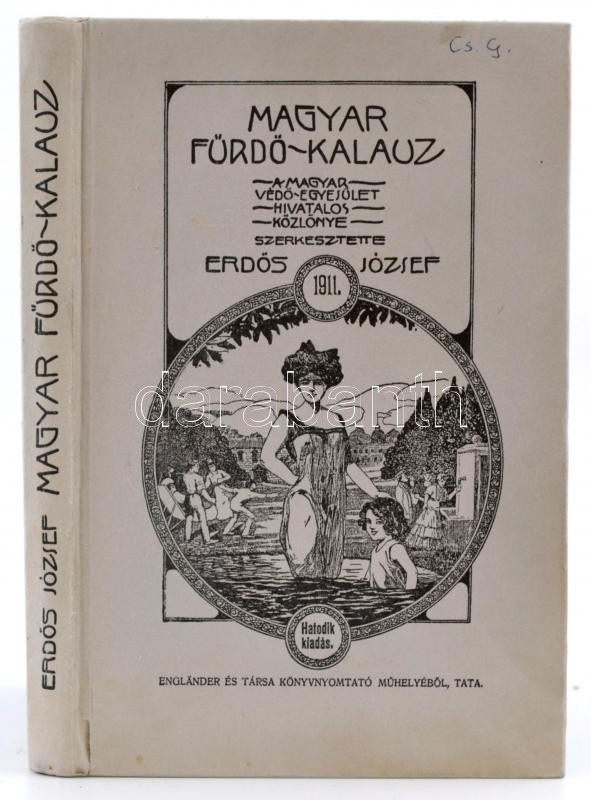 Cs. G.
MAGYAR
FÜRDŐ~KALAUZ
A MAGYAR
VÉDŐ-EGYESÜLET
HIVATALOS
KÖZLÖNYE
SZERKESZTETTE
ERDŐS JÓZSEF
1911.
darabanth
Hatodik
kiadás.
ENGLÄNDER ÉS TÁRSA KÖNYVNYOMTATÓ MŰHELYÉBŐL, TATA.
ERDŐS JÓZSEF MAGYAR FÜRDŐ~KALAUZ